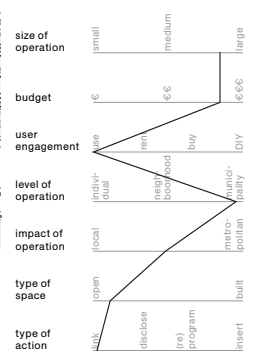 size of
operation
small
medium
large
budget
€
€€
€€€
user
engagement
use
rent
buy
DIY
level of
operation
indivi-
dual
neigh-
boorhood
munici-
pality
impact of
operation
local
metro-
politan
type of
space
open
built
type of
action
link
disclose
(re)
program
insert